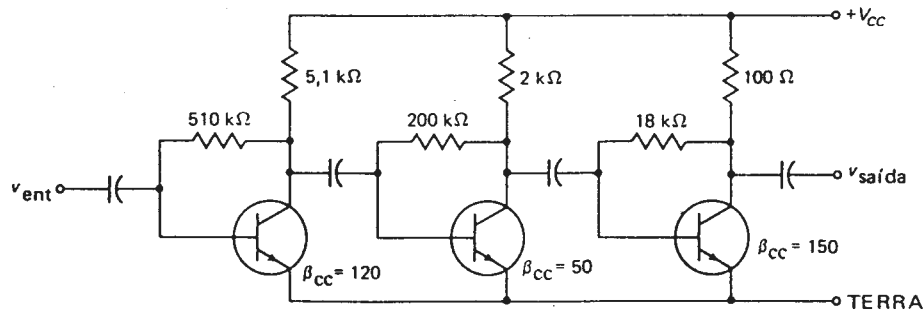 +V_CC
5,1 kΩ
2 kΩ
100 Ω
510 kΩ
200 kΩ
18 kΩ
v_ent
v_saída
β_CC = 120
β_CC = 50
β_CC = 150
TERRA